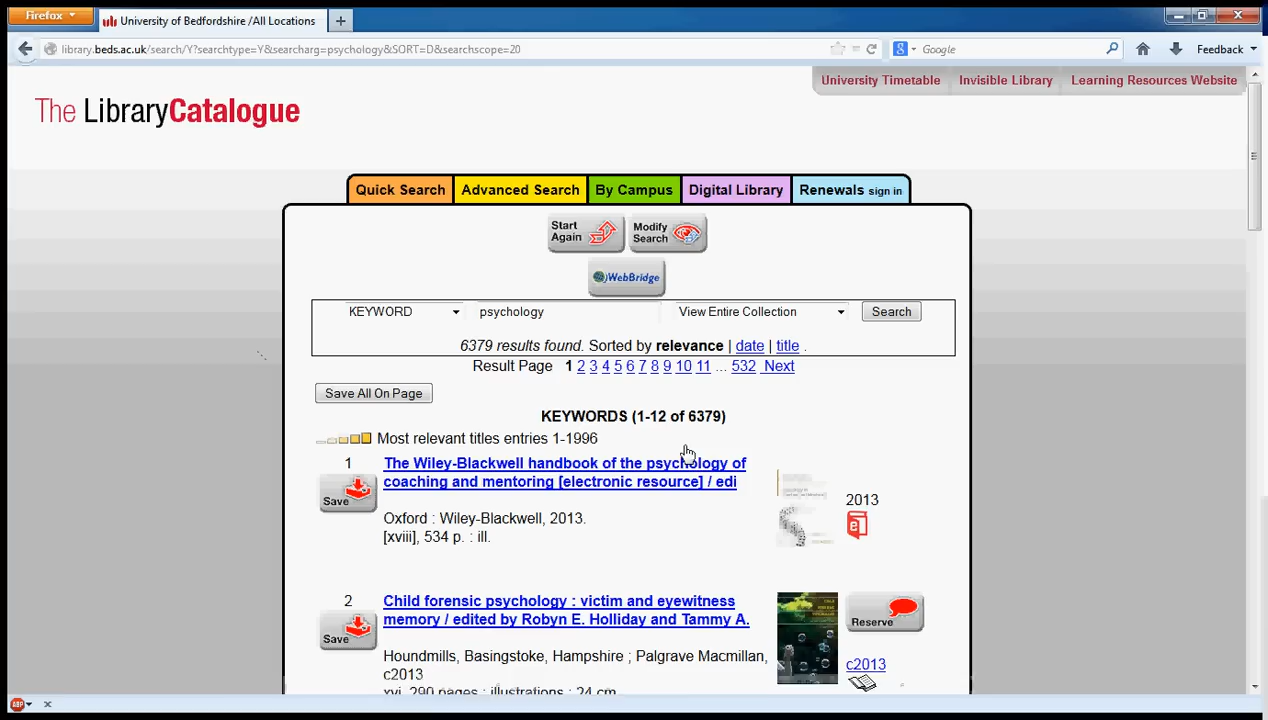 Firefox
University of Bedfordshire /All Locations
library.beds.ac.uk/search/Y?searchtype=Y&searcharg=psychology&SORT=D&searchscope=20
Google
Feedback
University Timetable Invisible Library Learning Resources Website
The LibraryCatalogue
Quick Search Advanced Search By Campus Digital Library Renewals sign in
Start Again
Modify Search
WebBridge
KEYWORD psychology View Entire Collection Search
6379 results found. Sorted by relevance | date | title .
Result Page 1 2 3 4 5 6 7 8 9 10 11 ... 532 Next
Save All On Page
KEYWORDS (1-12 of 6379)
Most relevant titles entries 1-1996
1
Save
The Wiley-Blackwell handbook of the psychology of
coaching and mentoring [electronic resource] / edi
Oxford : Wiley-Blackwell, 2013.
[xviii], 534 p. : ill.
2013
e
2
Save
Child forensic psychology : victim and eyewitness
memory / edited by Robyn E. Holliday and Tammy A.
Houndmills, Basingstoke, Hampshire ; Palgrave Macmillan,
c2013
xvi, 290 pages : illustrations : 24 cm
Reserve
c2013
ABP